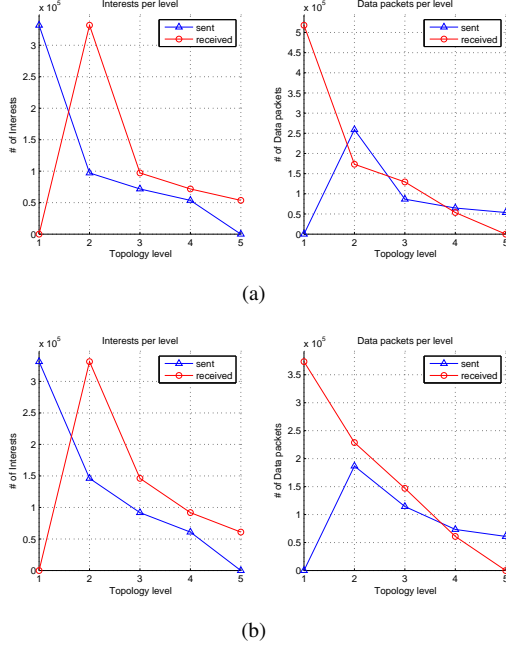 x 10^5
Interests per level
sent
received
3
2.5
2
1.5
1
0.5
0
# of Interests
1 2 3 4 5
Topology level
x 10^5
Data packets per level
sent
received
5
4.5
4
3.5
3
2.5
2
1.5
1
0.5
0
# of Data packets
1 2 3 4 5
Topology level
(a)
x 10^5
Interests per level
sent
received
3
2.5
2
1.5
1
0.5
0
# of Interests
1 2 3 4 5
Topology level
x 10^5
Data packets per level
sent
received
3.5
3
2.5
2
1.5
1
0.5
0
# of Data packets
1 2 3 4 5
Topology level
(b)